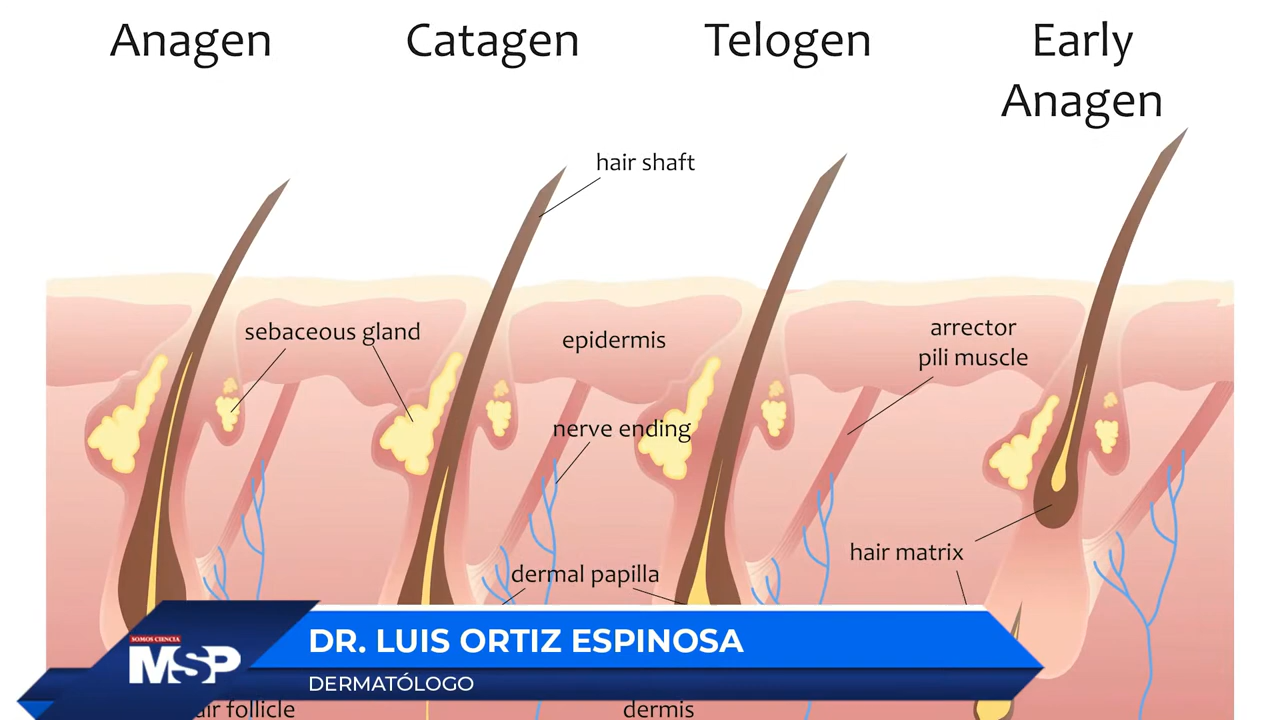 Anagen
Catagen
Telogen
Early
Anagen
hair shaft
sebaceous gland
epidermis
arrector
pili muscle
nerve ending
hair matrix
dermal papilla
DR. LUIS ORTIZ ESPINOSA
SOMOS CIENCIA
MSP
DERMATÓLOGO
follicle
dermis